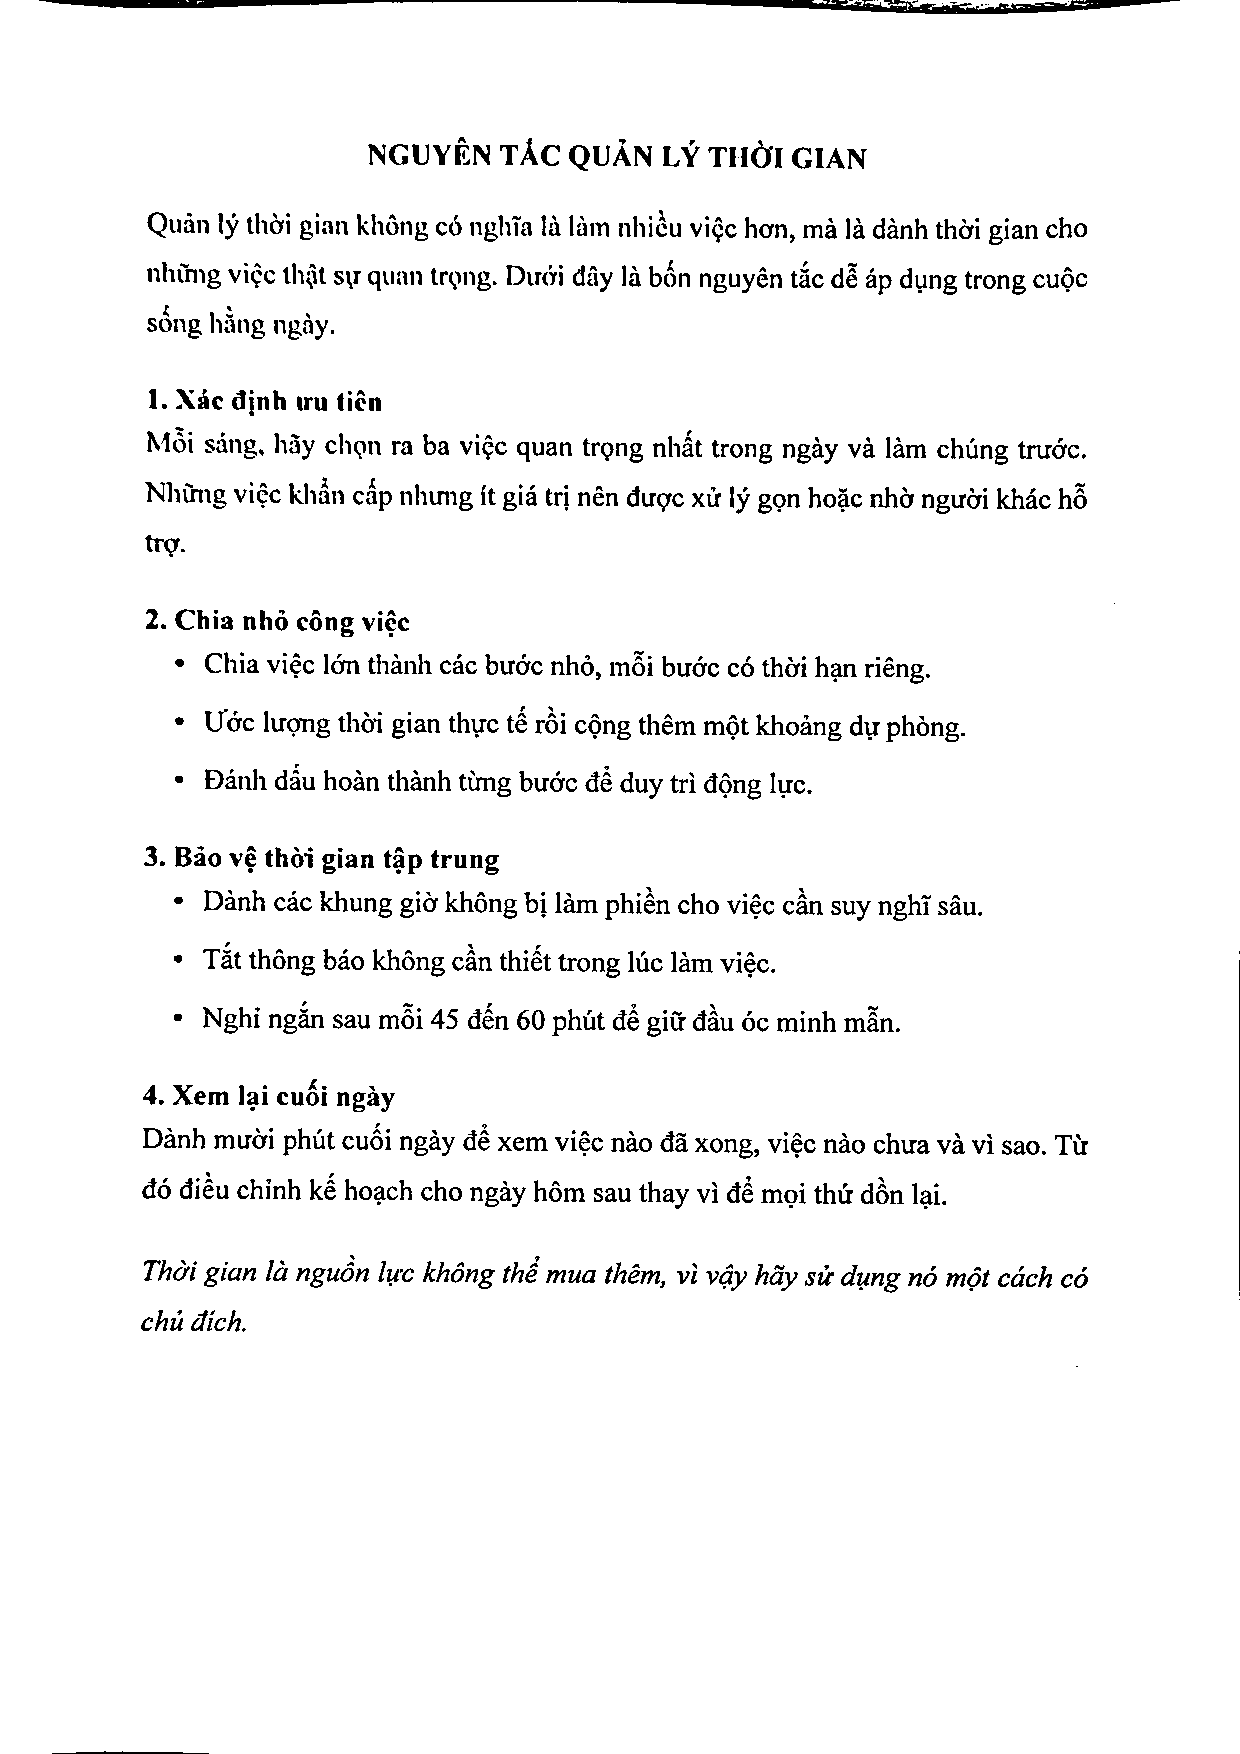 NGUYÊN TẮC QUẢN LÝ THỜI GIAN
Quản lý thời gian không có nghĩa là làm nhiều việc hơn, mà là dành thời gian cho
những việc thật sự quan trọng. Dưới đây là bốn nguyên tắc dễ áp dụng trong cuộc
sống hằng ngày.
1. Xác định ưu tiên
Mỗi sáng, hãy chọn ra ba việc quan trọng nhất trong ngày và làm chúng trước.
Những việc khẩn cấp nhưng ít giá trị nên được xử lý gọn hoặc nhờ người khác hỗ
trợ.
2. Chia nhỏ công việc
• Chia việc lớn thành các bước nhỏ, mỗi bước có thời hạn riêng.
• Ước lượng thời gian thực tế rồi cộng thêm một khoảng dự phòng.
• Đánh dấu hoàn thành từng bước để duy trì động lực.
3. Bảo vệ thời gian tập trung
• Dành các khung giờ không bị làm phiền cho việc cần suy nghĩ sâu.
• Tắt thông báo không cần thiết trong lúc làm việc.
• Nghỉ ngắn sau mỗi 45 đến 60 phút để giữ đầu óc minh mẫn.
4. Xem lại cuối ngày
Dành mười phút cuối ngày để xem việc nào đã xong, việc nào chưa và vì sao. Từ
đó điều chỉnh kế hoạch cho ngày hôm sau thay vì để mọi thứ dồn lại.
Thời gian là nguồn lực không thể mua thêm, vì vậy hãy sử dụng nó một cách có
chủ đích.